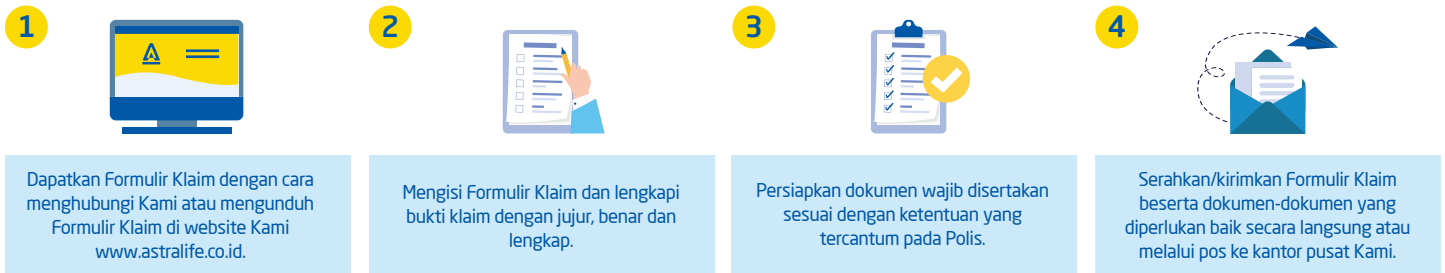 1
Dapatkan Formulir Klaim dengan cara
menghubungi Kami atau mengunduh
Formulir Klaim di website Kami
www.astralife.co.id.
2
Mengisi Formulir Klaim dan lengkapi
bukti klaim dengan jujur, benar dan
lengkap.
3
Persiapkan dokumen wajib disertakan
sesuai dengan ketentuan yang
tercantum pada Polis.
4
Serahkan/kirimkan Formulir Klaim
beserta dokumen-dokumen yang
diperlukan baik secara langsung atau
melalui pos ke kantor pusat Kami.